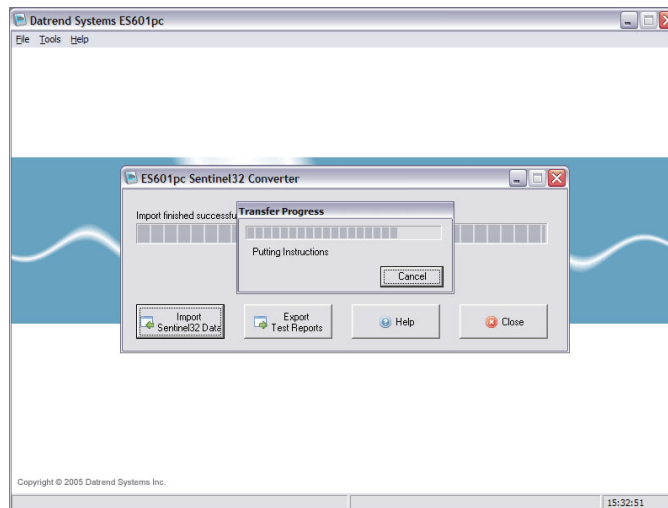 Datrend Systems ES601pc
File Tools Help
ES601pc Sentinel32 Converter
Import finished successfu
Transfer Progress
Putting Instructions
Cancel
Import
Sentinel32 Data
Export
Test Reports
Help
Close
Copyright © 2005 Datrend Systems Inc.
15:32:51